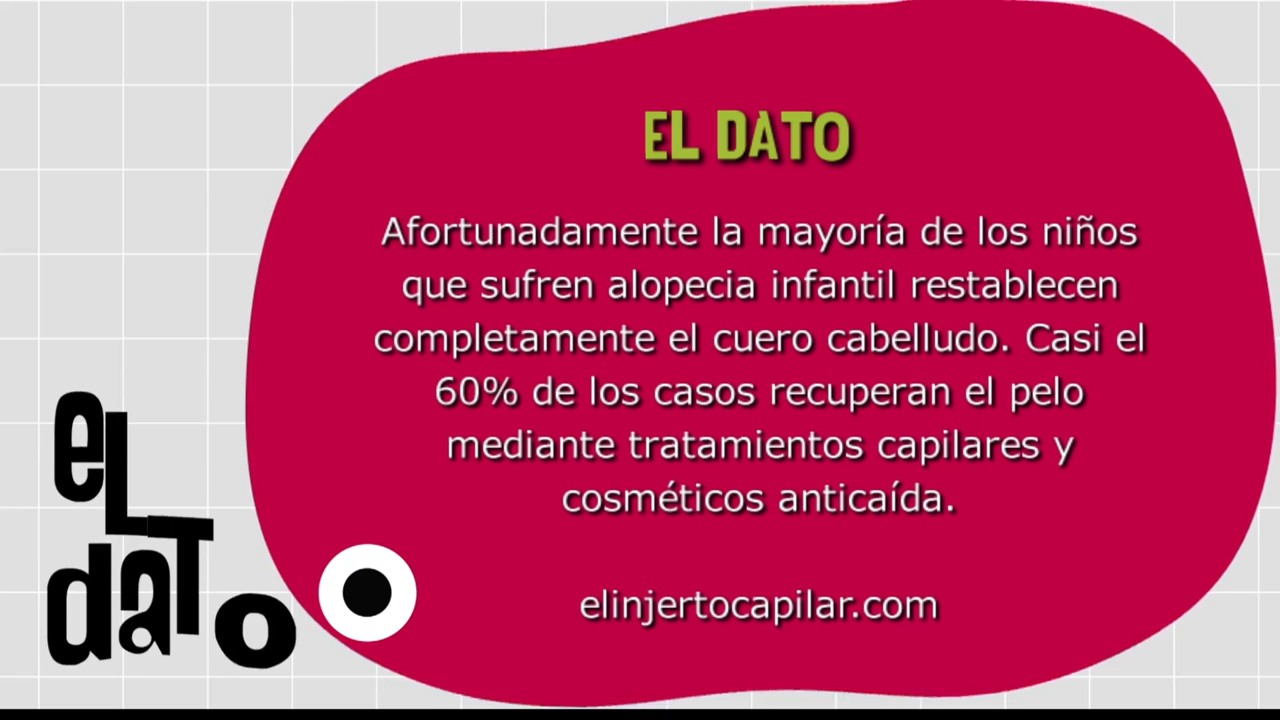 EL DATO
Afortunadamente la mayoría de los niños
que sufren alopecia infantil restablecen
completamente el cuero cabelludo. Casi el
60% de los casos recuperan el pelo
mediante tratamientos capilares y
cosméticos anticaída.
elinjertocapilar.com
eL
daTo